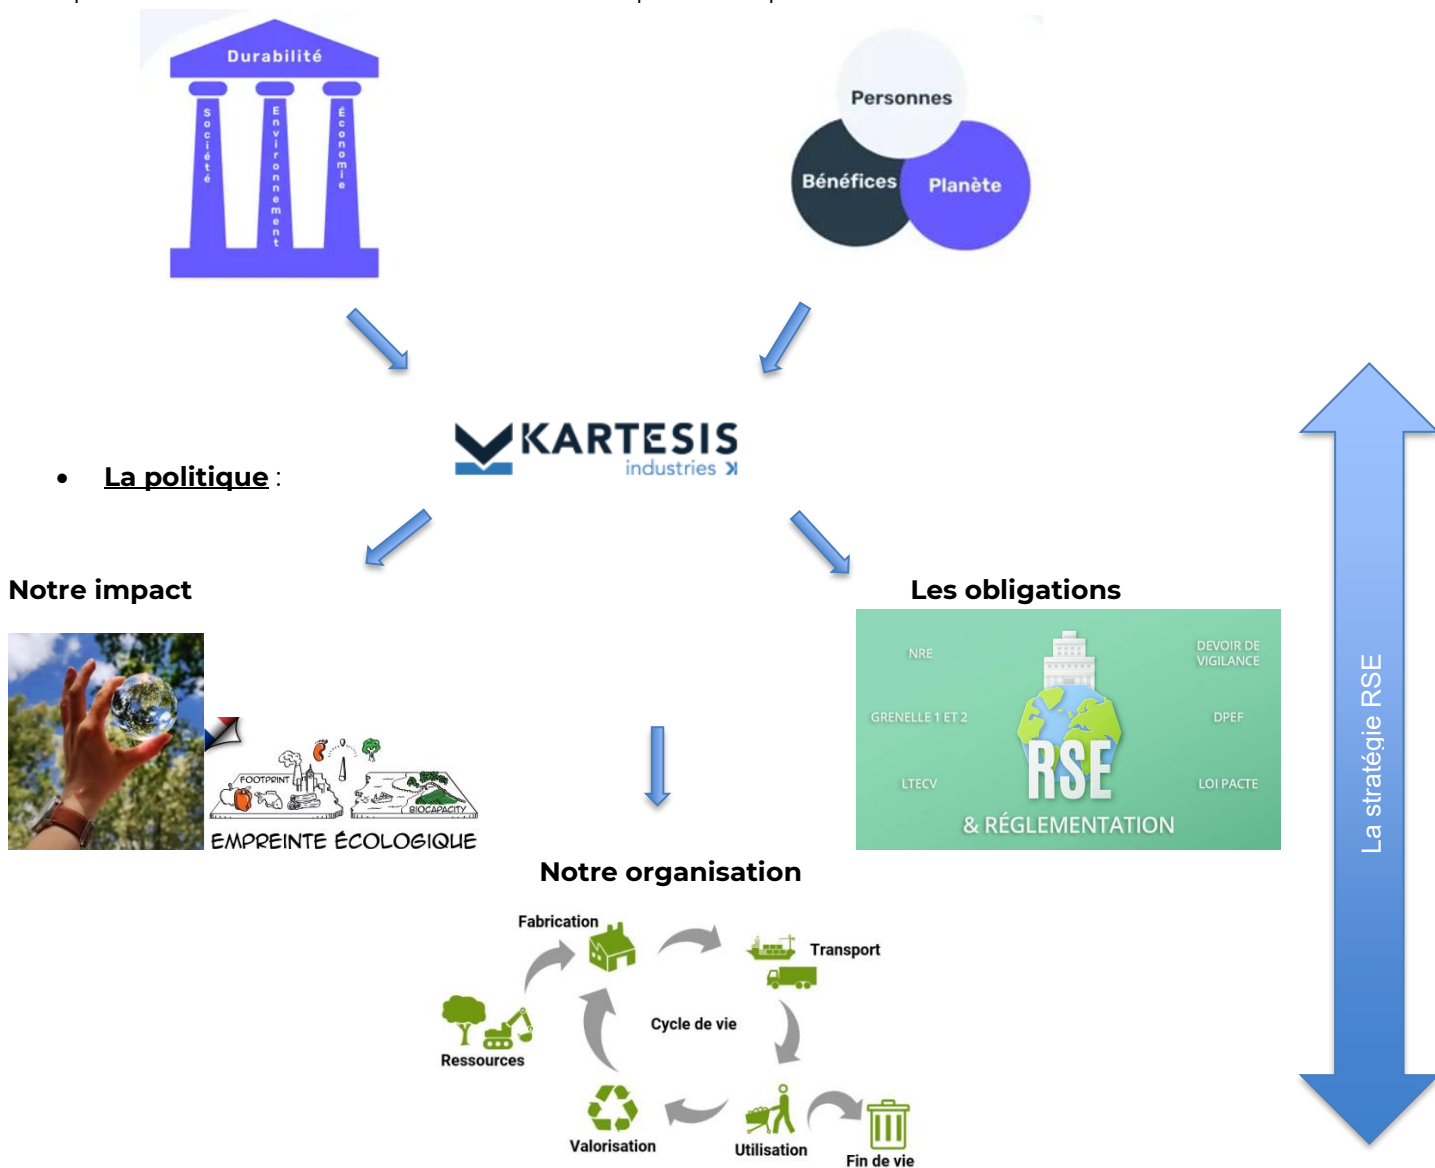 Durabilité
Société
Environnement
Économie
Personnes
Bénéfices
Planète
KARTESIS
industries
• La politique :
Notre impact
Les obligations
FOOTPRINT
BIOCAPACITY
EMPREINTE ÉCOLOGIQUE
NRE
DEVOIR DE
VIGILANCE
GRENELLE 1 ET 2
DPEF
LTECV
LOI PACTE
RSE
& RÉGLEMENTATION
La stratégie RSE
Notre organisation
Fabrication
Transport
Cycle de vie
Ressources
Valorisation
Utilisation
Fin de vie